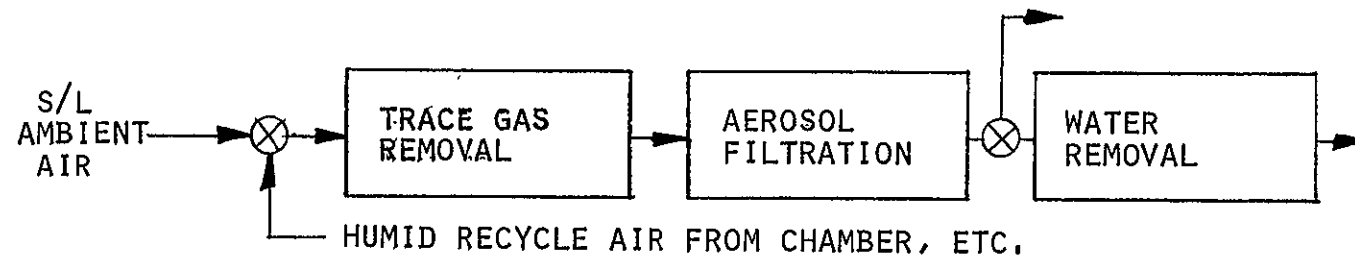 S/L
AMBIENT
AIR
TRACE GAS
REMOVAL
AEROSOL
FILTRATION
WATER
REMOVAL
HUMID RECYCLE AIR FROM CHAMBER, ETC.